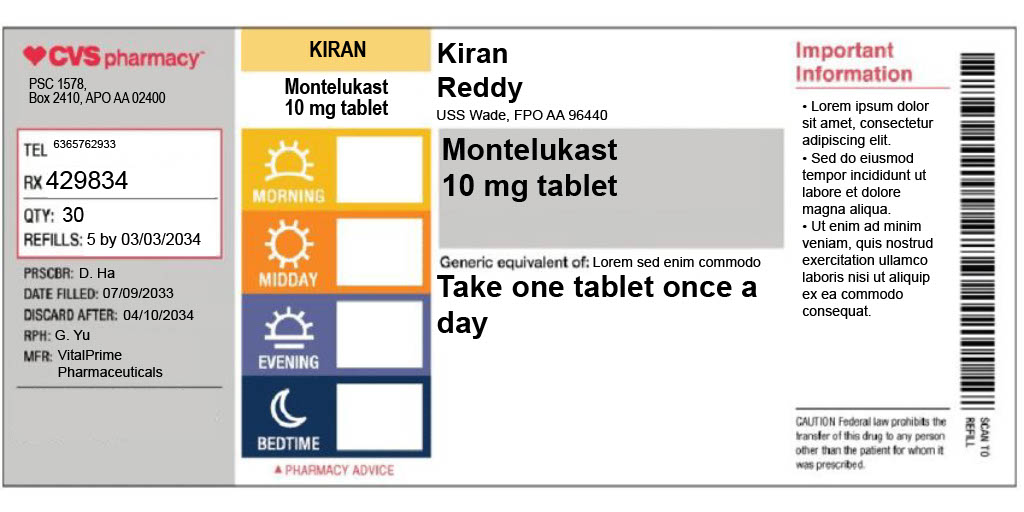 CVS pharmacy
PSC 1578,
Box 2410, APO AA 02400
TEL 6365762933
RX 429834
QTY: 30
REFILLS: 5 by 03/03/2034
PRSCBR: D. Ha
DATE FILLED: 07/09/2033
DISCARD AFTER: 04/10/2034
RPH: G. Yu
MFR: VitalPrime
Pharmaceuticals
KIRAN
Montelukast
10 mg tablet
MORNING
MIDDAY
EVENING
BEDTIME
▲ PHARMACY ADVICE
Kiran
Reddy
USS Wade, FPO AA 96440
Montelukast
10 mg tablet
Generic equivalent of: Lorem sed enim commodo
Take one tablet once a
day
Important
Information
• Lorem ipsum dolor
sit amet, consectetur
adipiscing elit.
• Sed do eiusmod
tempor incididunt ut
labore et dolore
magna aliqua.
• Ut enim ad minim
veniam, quis nostrud
exercitation ullamco
laboris nisi ut aliquip
ex ea commodo
consequat.
CAUTION Federal law prohibits the
transfer of this drug to any person
other than the patient for whom it
was prescribed.
SCAN TO
REFILL